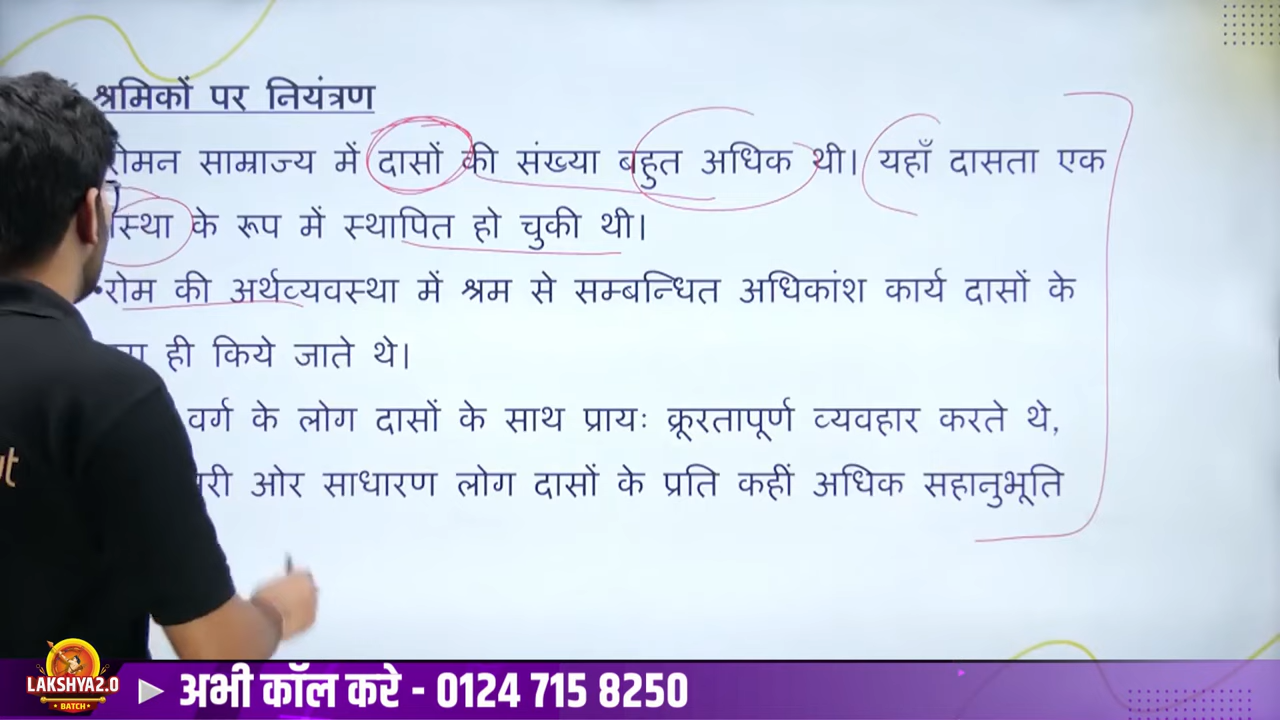 श्रमिकों पर नियंत्रण
रोमन साम्राज्य में दासों की संख्या बहुत अधिक थी। यहाँ दासता एक
के रूप में स्थापित हो चुकी थी।
•रोम की अर्थव्यवस्था में श्रम से सम्बन्धित अधिकांश कार्य दासों के
ही किये जाते थे।
वर्ग के लोग दासों के साथ प्रायः क्रूरतापूर्ण व्यवहार करते थे,
ओर साधारण लोग दासों के प्रति कहीं अधिक सहानुभूति
LAKSHYA2.0
BATCH
अभी कॉल करे - 0124 715 8250